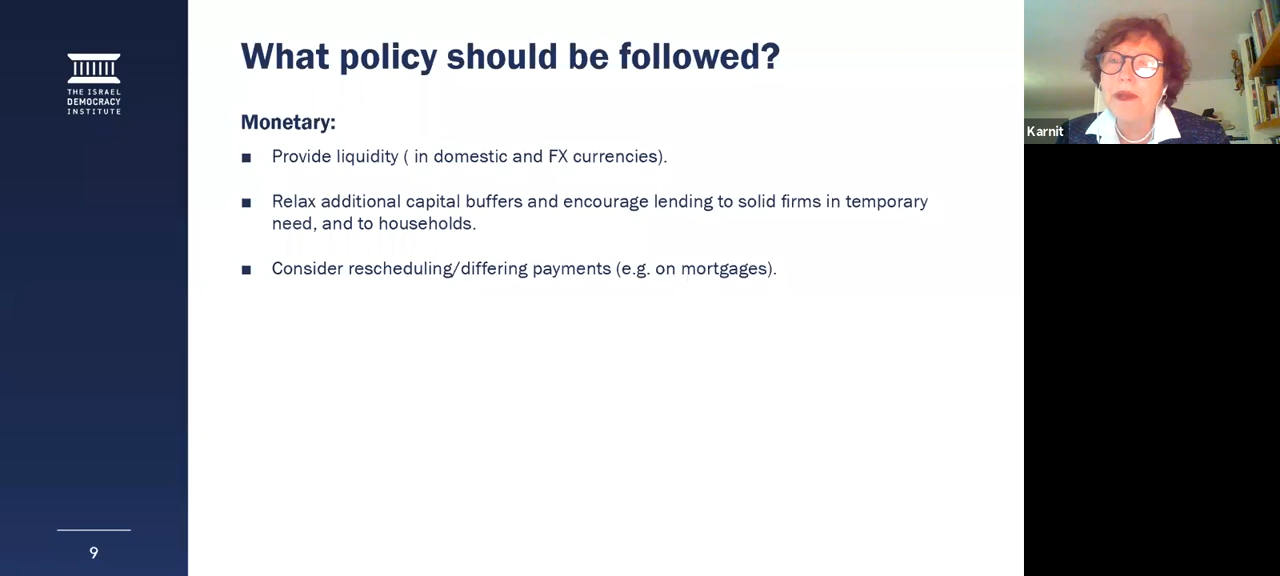 THE ISRAEL
DEMOCRACY
INSTITUTE
What policy should be followed?
Monetary:
■ Provide liquidity ( in domestic and FX currencies).
■ Relax additional capital buffers and encourage lending to solid firms in temporary
need, and to households.
■ Consider rescheduling/differing payments (e.g. on mortgages).
9
Karnit